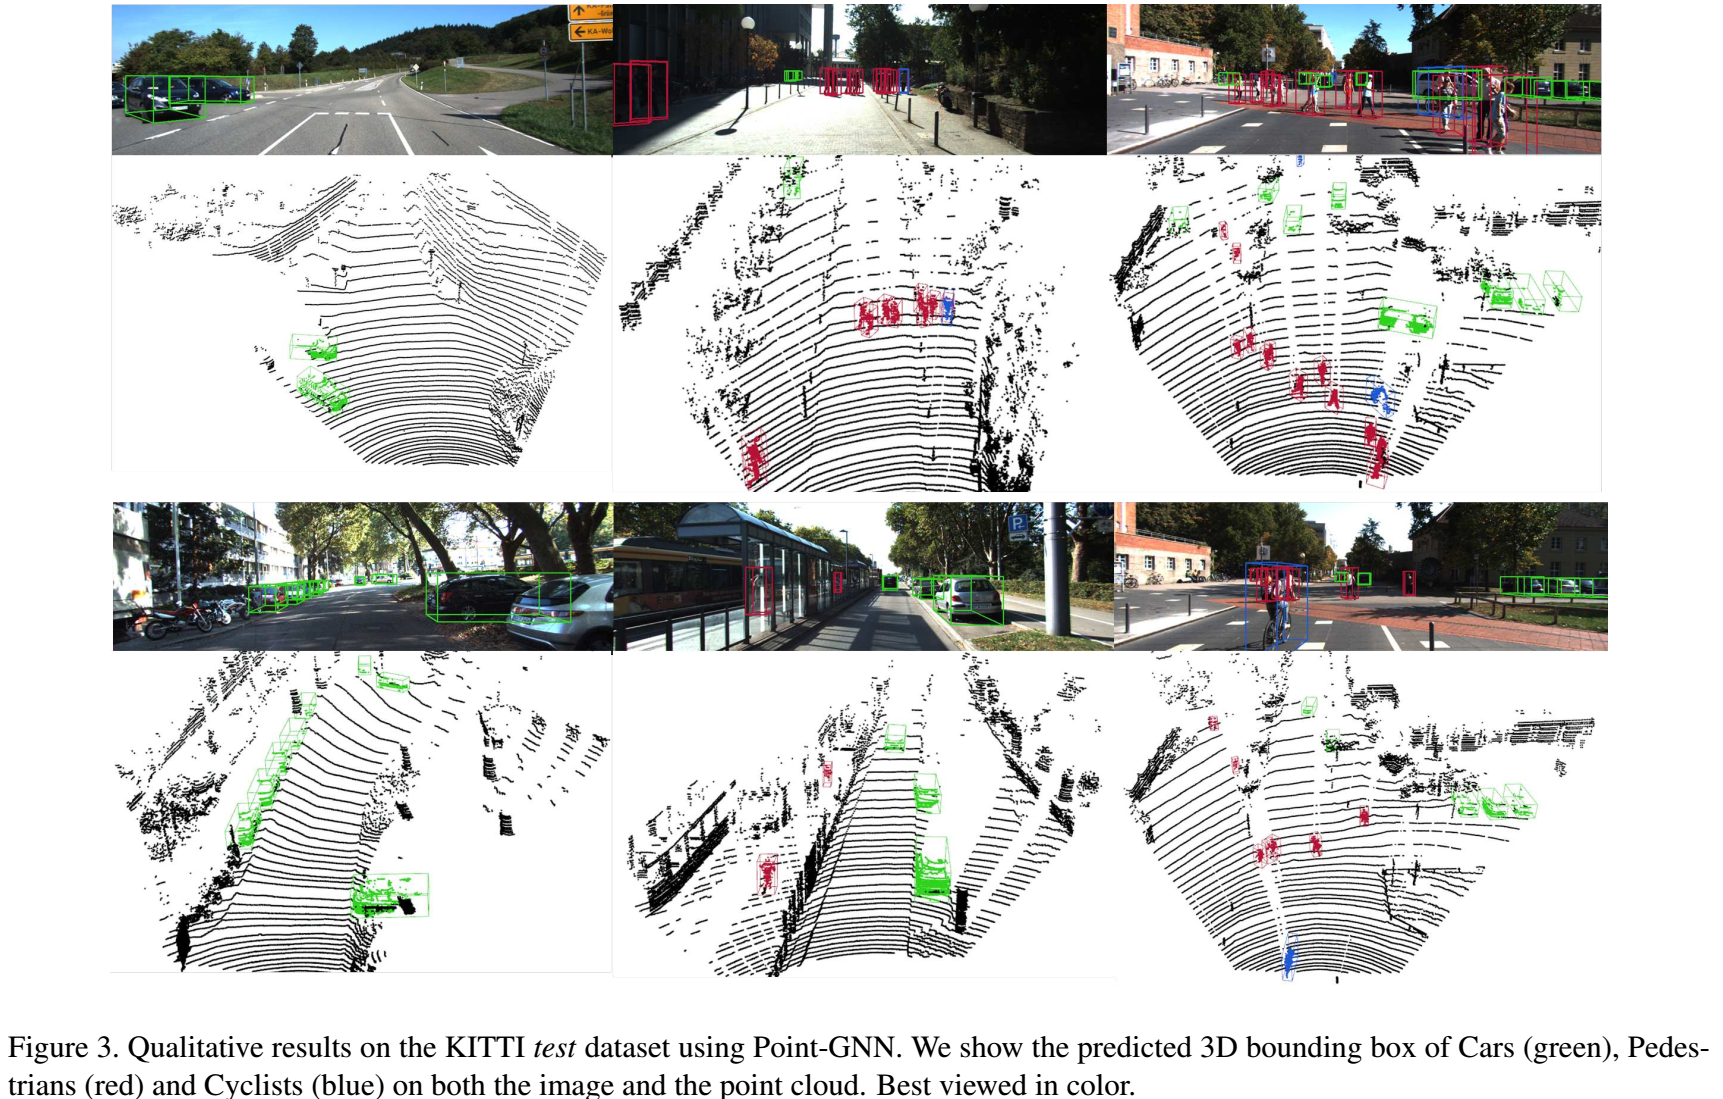 KA-Wo
P
Figure 3. Qualitative results on the KITTI test dataset using Point-GNN. We show the predicted 3D bounding box of Cars (green), Pedes-
trians (red) and Cyclists (blue) on both the image and the point cloud. Best viewed in color.